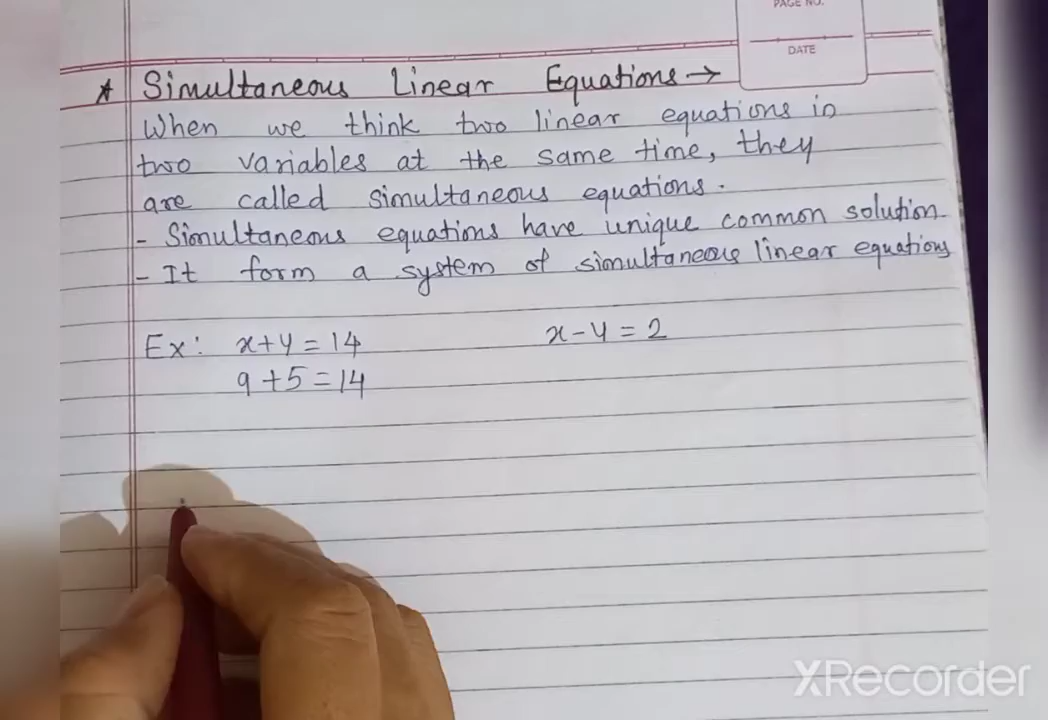 PAGE NO.
DATE
* Simultaneous Linear Equations →
When we think two linear equations in
two variables at the same time, they
are called simultaneous equations.
- Simultaneous equations have unique common solution
- It form a system of simultaneous linear equations
Ex: x+y=14 x-y=2
9+5=14
XRecorder